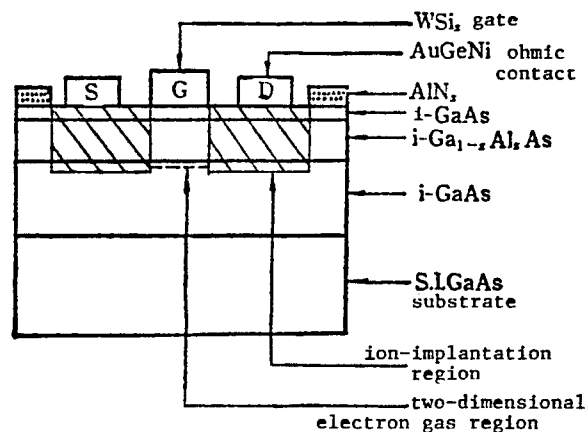 WSiₓ gate
AuGeNi ohmic
contact
S G D
AlNₓ
i-GaAs
i-Ga₁₋ₓAlₓAs
i-GaAs
S.I.GaAs
substrate
ion-implantation
region
two-dimensional
electron gas region